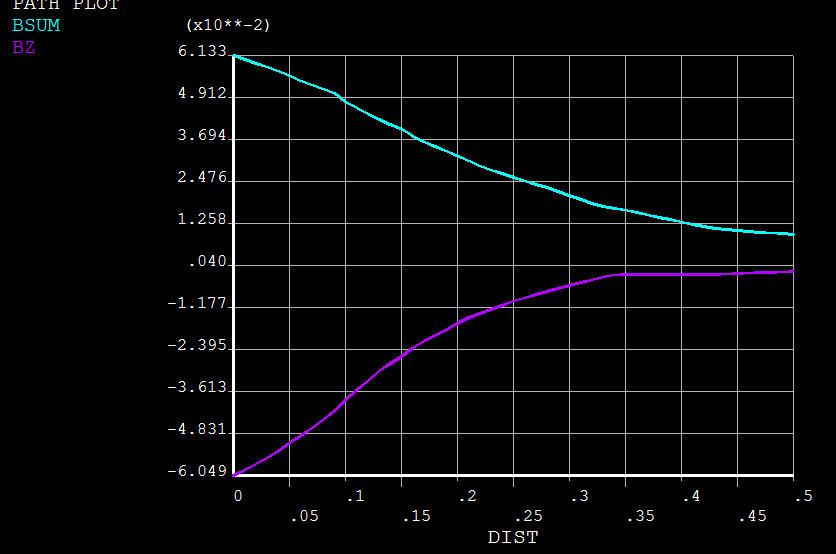 PATH PLOT
BSUM
BZ
(x10**-2)
6.133
4.912
3.694
2.476
1.258
.040
-1.177
-2.395
-3.613
-4.831
-6.049
0 .1 .2 .3 .4 .5
.05 .15 .25 .35 .45
DIST